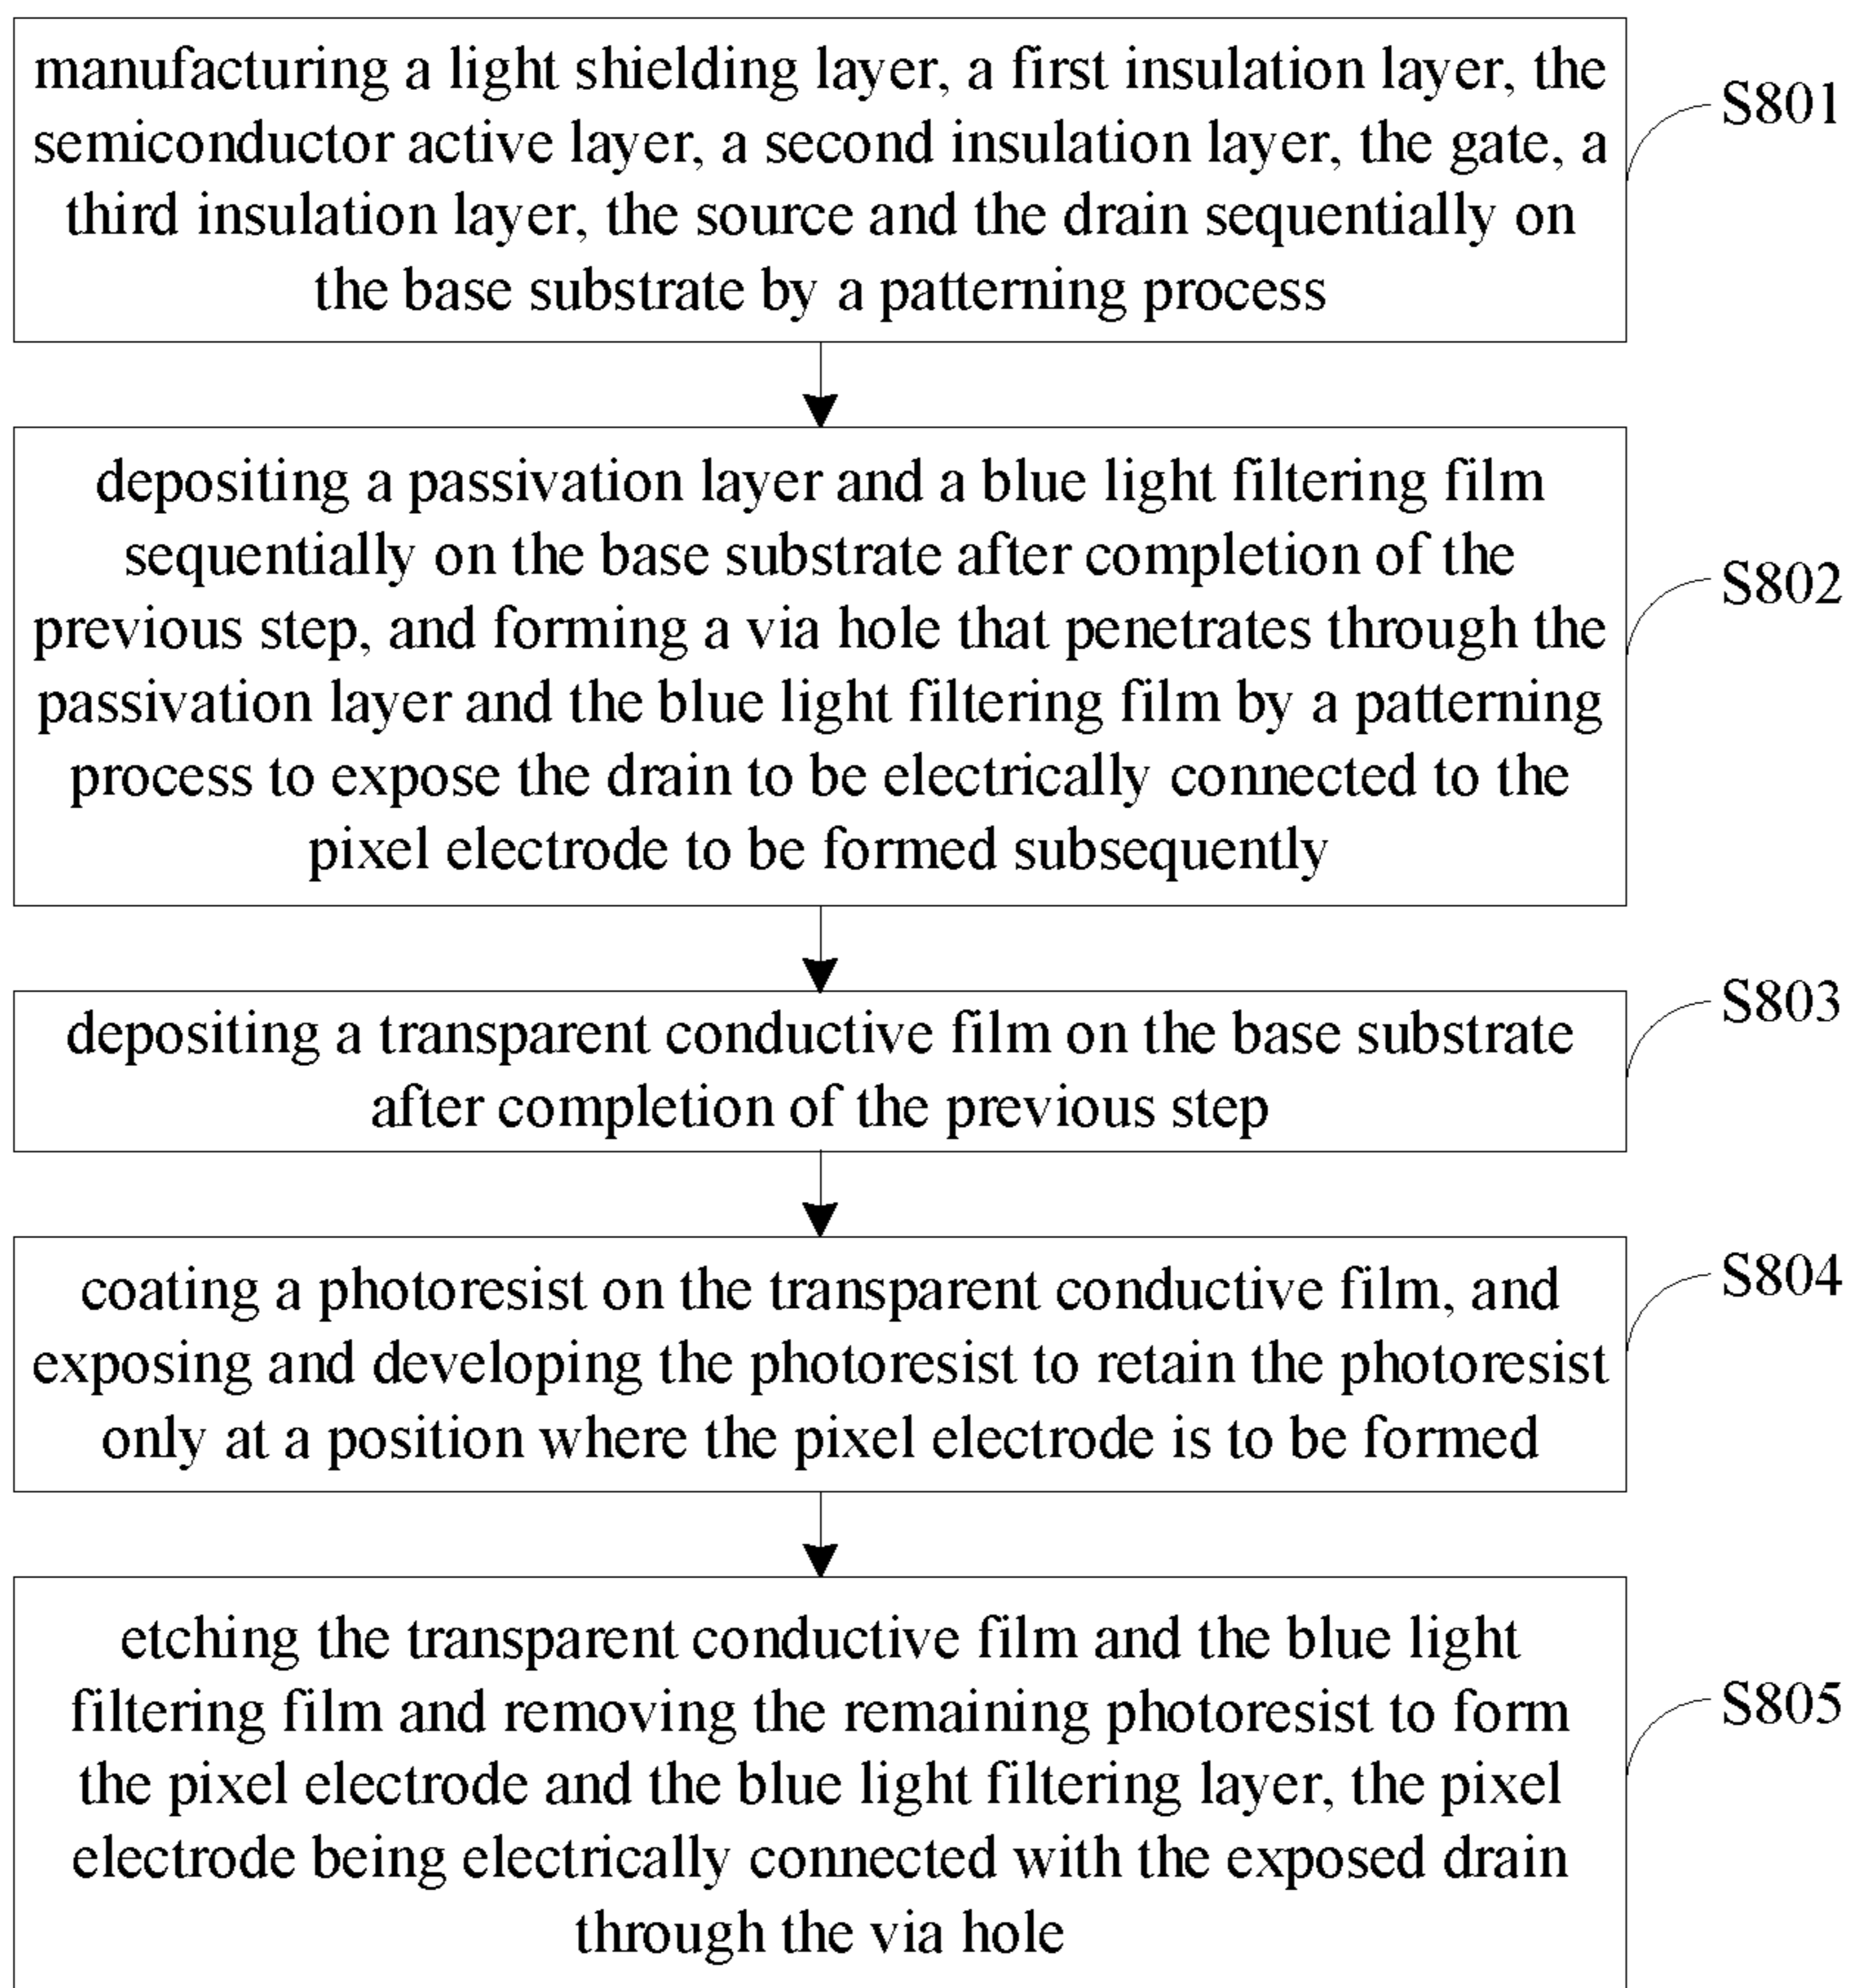 manufacturing a light shielding layer, a first insulation layer, the
semiconductor active layer, a second insulation layer, the gate, a
third insulation layer, the source and the drain sequentially on
the base substrate by a patterning process
S801
depositing a passivation layer and a blue light filtering film
sequentially on the base substrate after completion of the
previous step, and forming a via hole that penetrates through the
passivation layer and the blue light filtering film by a patterning
process to expose the drain to be electrically connected to the
pixel electrode to be formed subsequently
S802
depositing a transparent conductive film on the base substrate
after completion of the previous step
S803
coating a photoresist on the transparent conductive film, and
exposing and developing the photoresist to retain the photoresist
only at a position where the pixel electrode is to be formed
S804
etching the transparent conductive film and the blue light
filtering film and removing the remaining photoresist to form
the pixel electrode and the blue light filtering layer, the pixel
electrode being electrically connected with the exposed drain
through the via hole
S805